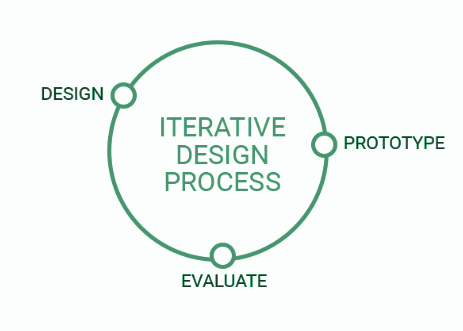 DESIGN
ITERATIVE
DESIGN
PROCESS
PROTOTYPE
EVALUATE